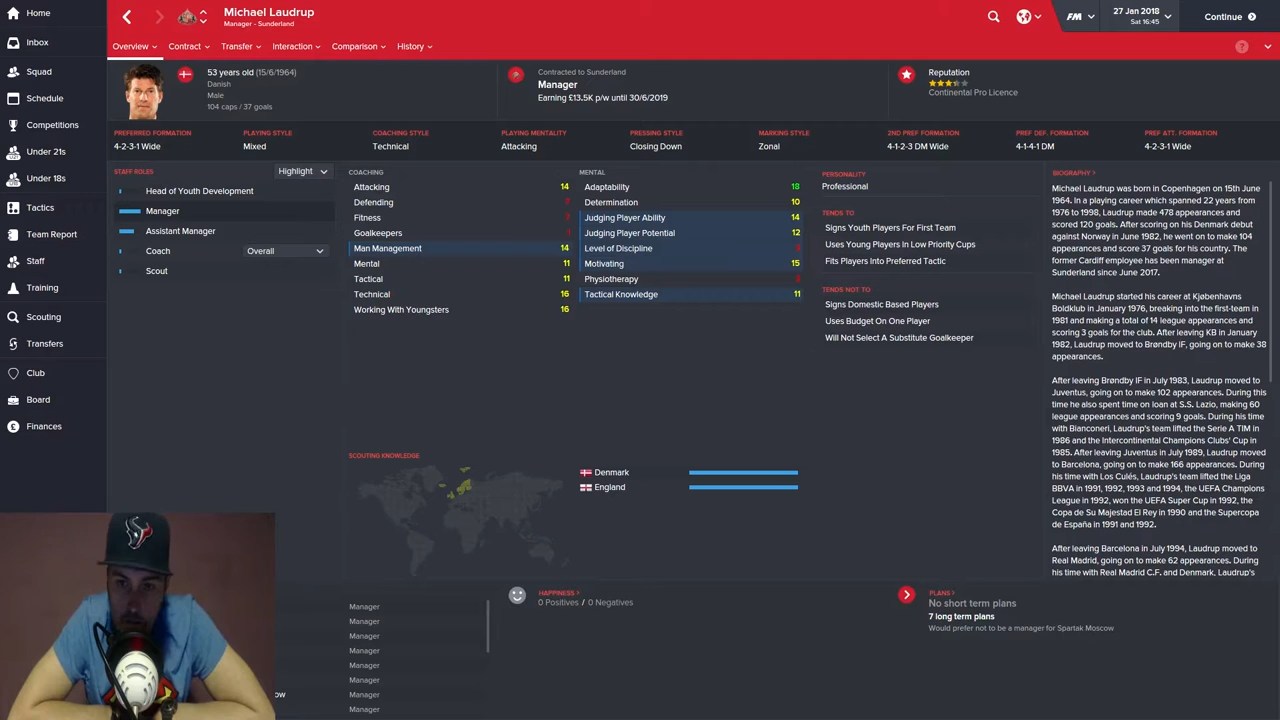 Home
Michael Laudrup
Manager - Sunderland
FM
27 Jan 2018
Sat 16:45
Continue
Inbox
Overview
Contract
Transfer
Interaction
Comparison
History
Squad
Schedule
Competitions
Under 21s
Under 18s
Tactics
Team Report
Staff
Training
Scouting
Transfers
Club
Board
Finances
53 years old (15/6/1964)
Danish
Male
104 caps / 37 goals
Contracted to Sunderland
Manager
Earning £13.5K p/w until 30/6/2019
Reputation
Continental Pro Licence
PREFERRED FORMATION
4-2-3-1 Wide
PLAYING STYLE
Mixed
COACHING STYLE
Technical
PLAYING MENTALITY
Attacking
PRESSING STYLE
Closing Down
MARKING STYLE
Zonal
2ND PREF FORMATION
4-1-2-3 DM Wide
PREF DEF. FORMATION
4-1-4-1 DM
PREF ATT. FORMATION
4-2-3-1 Wide
STAFF ROLES
Highlight
Head of Youth Development
Manager
Assistant Manager
Coach
Overall
Scout
COACHING
Attacking 14
Defending
Fitness
Goalkeepers
Man Management 14
Mental 11
Tactical 11
Technical 16
Working With Youngsters 16
MENTAL
Adaptability 18
Determination 10
Judging Player Ability 14
Judging Player Potential 12
Level of Discipline
Motivating 15
Physiotherapy
Tactical Knowledge 11
PERSONALITY
Professional
TENDS TO
Signs Youth Players For First Team
Uses Young Players In Low Priority Cups
Fits Players Into Preferred Tactic
TENDS NOT TO
Signs Domestic Based Players
Uses Budget On One Player
Will Not Select A Substitute Goalkeeper
BIOGRAPHY >
Michael Laudrup was born in Copenhagen on 15th June
1964. In a playing career which spanned 22 years from
1976 to 1998, Laudrup made 478 appearances and
scored 120 goals. After scoring on his Denmark debut
against Norway in June 1982, he went on to make 104
appearances and score 37 goals for his country. The
former Cardiff employee has been manager at
Sunderland since June 2017.
Michael Laudrup started his career at Kjøbenhavns
Boldklub in January 1976, breaking into the first-team in
1981 and making a total of 14 league appearances and
scoring 3 goals for the club. After leaving KB in January
1982, Laudrup moved to Brøndby IF, going on to make 38
appearances.
After leaving Brøndby IF in July 1983, Laudrup moved to
Juventus, going on to make 102 appearances. During this
time he also spent time on loan at S.S. Lazio, making 60
league appearances and scoring 9 goals. During his time
with Bianconeri, Laudrup's team lifted the Serie A TIM in
1986 and the Intercontinental Champions Clubs' Cup in
1985. After leaving Juventus in July 1989, Laudrup moved
to Barcelona, going on to make 166 appearances. During
his time with Los Culés, Laudrup's team lifted the Liga
BBVA in 1991, 1992, 1993 and 1994, the UEFA Champions
League in 1992, won the UEFA Super Cup in 1992, the
Copa de Su Majestad El Rey in 1990 and the Supercopa
de España in 1991 and 1992.
After leaving Barcelona in July 1994, Laudrup moved to
Real Madrid, going on to make 62 appearances. During
his time with Real Madrid C.F. and Denmark, Laudrup's
SCOUTING KNOWLEDGE
Denmark
England
Manager
Manager
Manager
Manager
Manager
Manager
ow Manager
Manager
HAPPINESS >
0 Positives / 0 Negatives
PLANS >
No short term plans
7 long term plans
Would prefer not to be a manager for Spartak Moscow